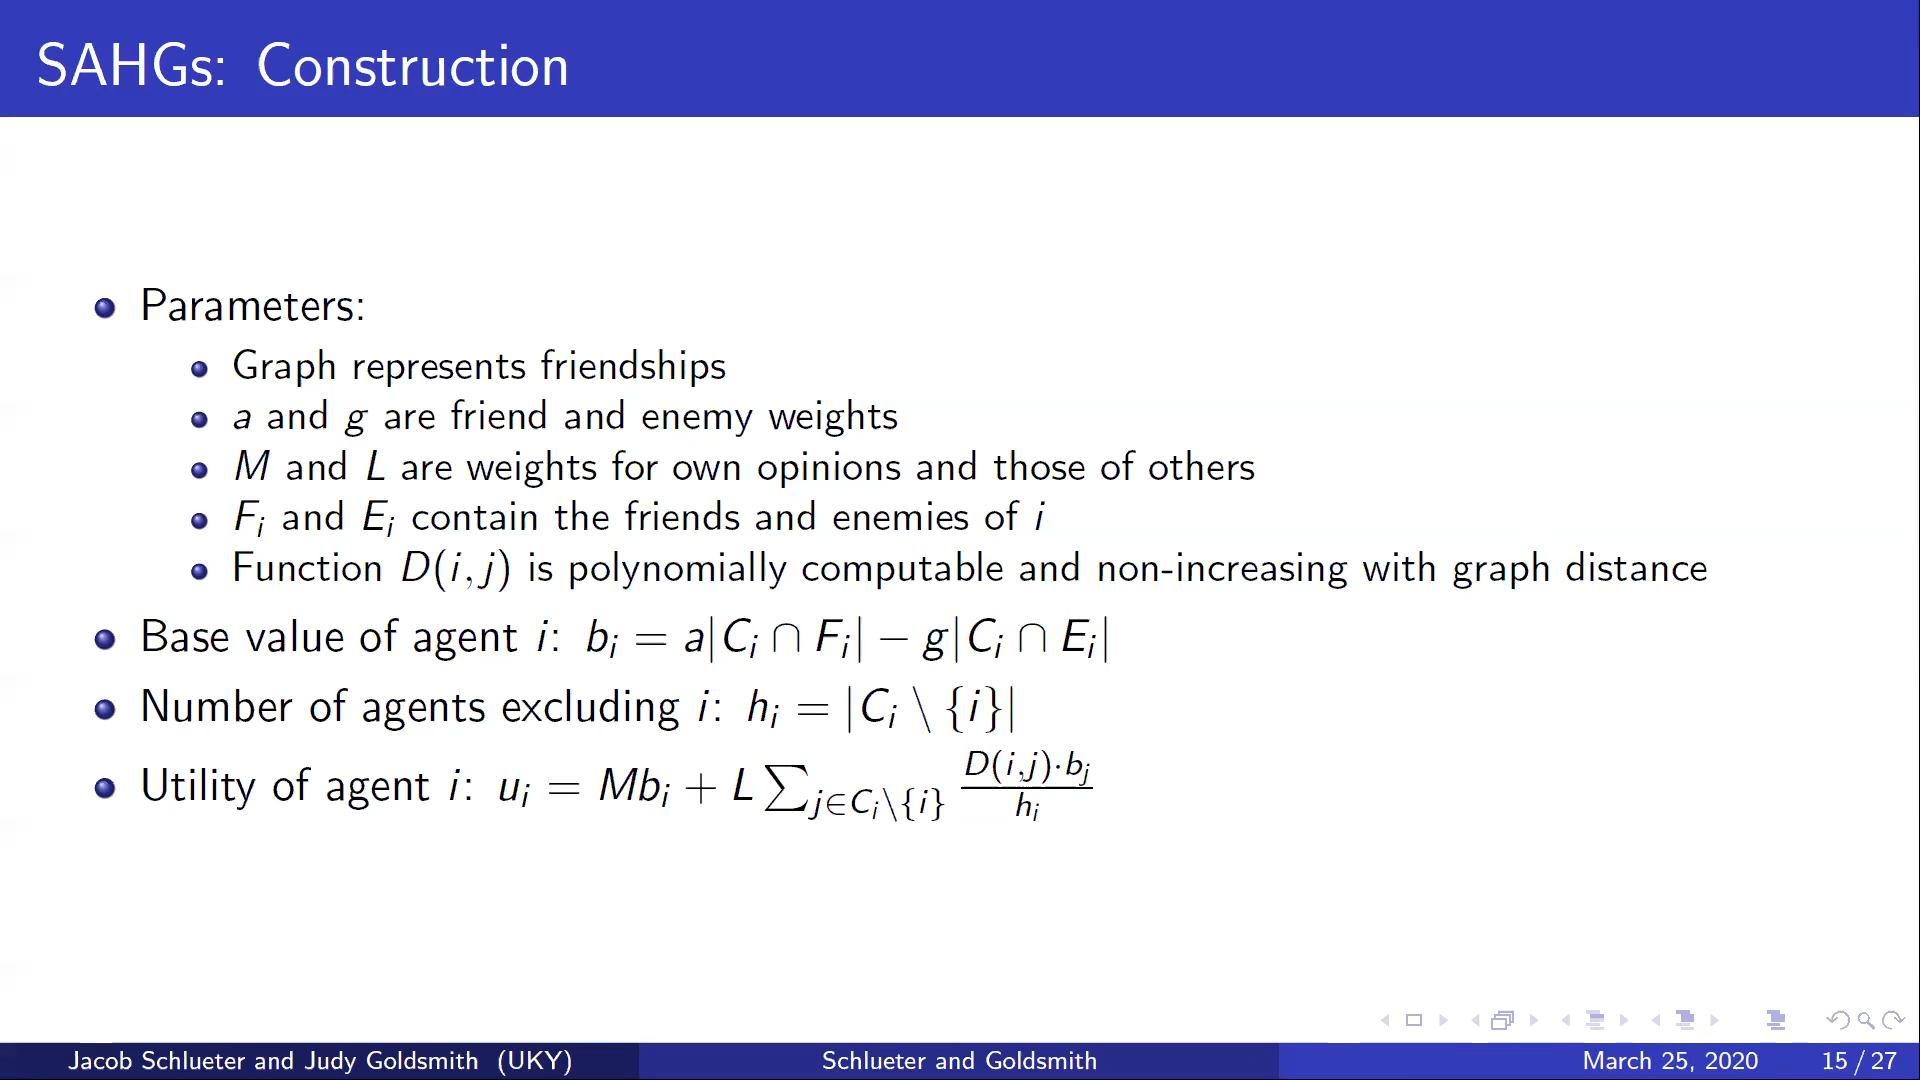 SAHGs: Construction
Parameters:
Graph represents friendships
a and g are friend and enemy weights
M and L are weights for own opinions and those of others
F_i and E_i contain the friends and enemies of i
Function D(i, j) is polynomially computable and non-increasing with graph distance
Base value of agent i: b_i = a|C_i ∩ F_i| − g|C_i ∩ E_i|
Number of agents excluding i: h_i = |C_i \ {i}|
Utility of agent i: u_i = Mb_i + L ∑_{j∈C_i\{i}} \frac{D(i,j)·b_j}{h_i}
Jacob Schlueter and Judy Goldsmith (UKY) Schlueter and Goldsmith March 25, 2020 15 / 27